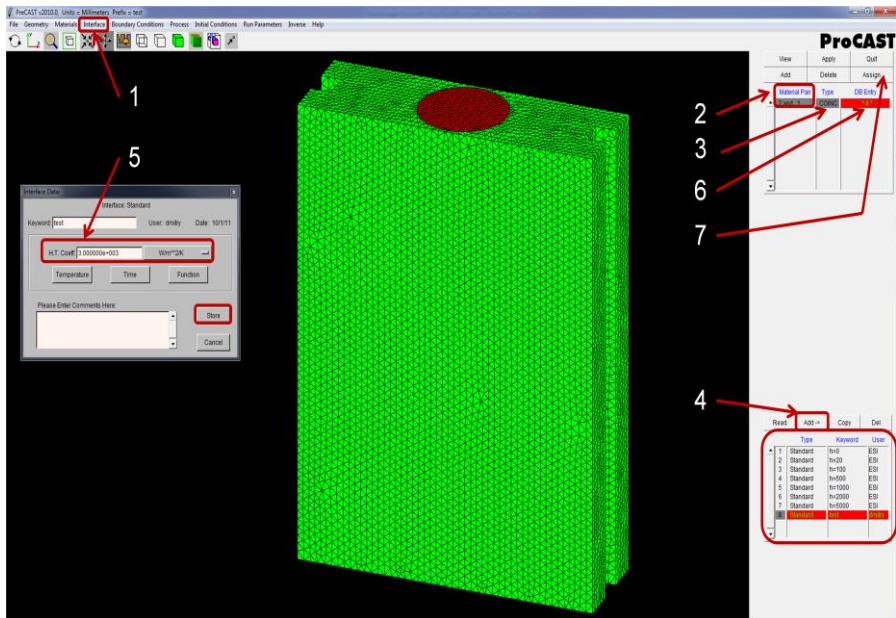 PreCAST v2010.0, Units = Millimeters Prefix = test
File Geometry Materials Interface Boundary Conditions Process Initial Conditions Run Parameters Inverse Help
ProCAST
View Apply Quit
Add Delete Assign
Material Pair Type DB Entry
2 and 1 COINC
1
2
3
6
7
5
Interface Data
Interface: Standard
Keyword: test User: dmitry Date: 10/1/11
H.T. Coeff 3.000000e+003 W/m**2/K
Temperature Time Function
Please Enter Comments Here:
Store
Cancel
4
Read Add -> Copy Del
Type Keyword User
1 Standard h=0 ESI
2 Standard h=20 ESI
3 Standard h=100 ESI
4 Standard h=500 ESI
5 Standard h=1000 ESI
6 Standard h=2000 ESI
7 Standard h=5000 ESI
8 Standard test dmitry